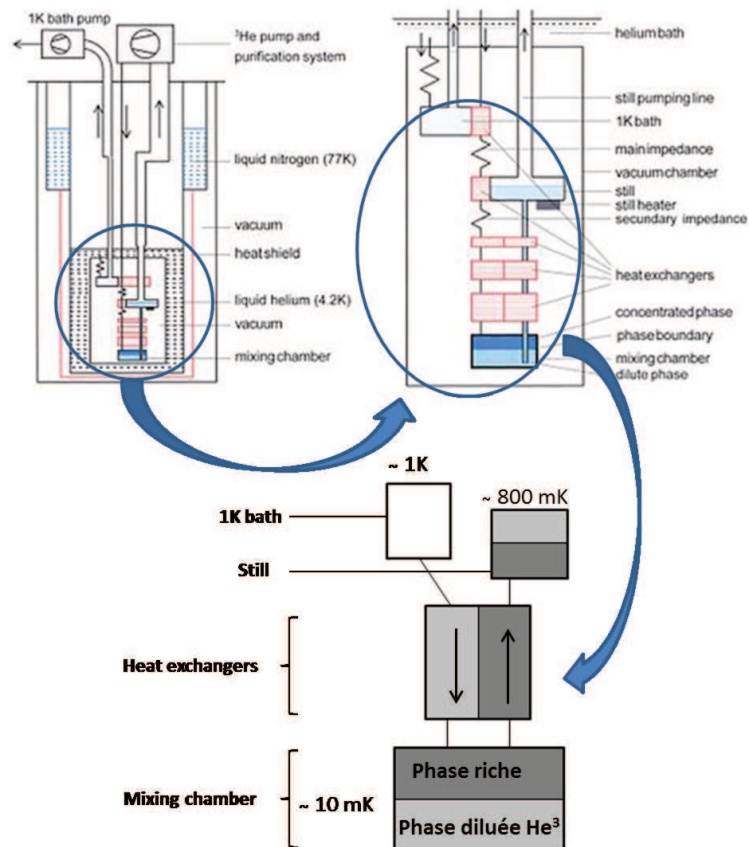 1K bath pump
³He pump and
purification system
liquid nitrogen (77K)
vacuum
heat shield
liquid helium (4.2K)
vacuum
mixing chamber
helium bath
still pumping line
1K bath
main impedance
vacuum chamber
still
still heater
secundary impedance
heat exchangers
concentrated phase
phase boundary
mixing chamber
dilute phase
~ 1K
~ 800 mK
1K bath
Still
Heat exchangers
Mixing chamber
~ 10 mK
Phase riche
Phase diluée He³